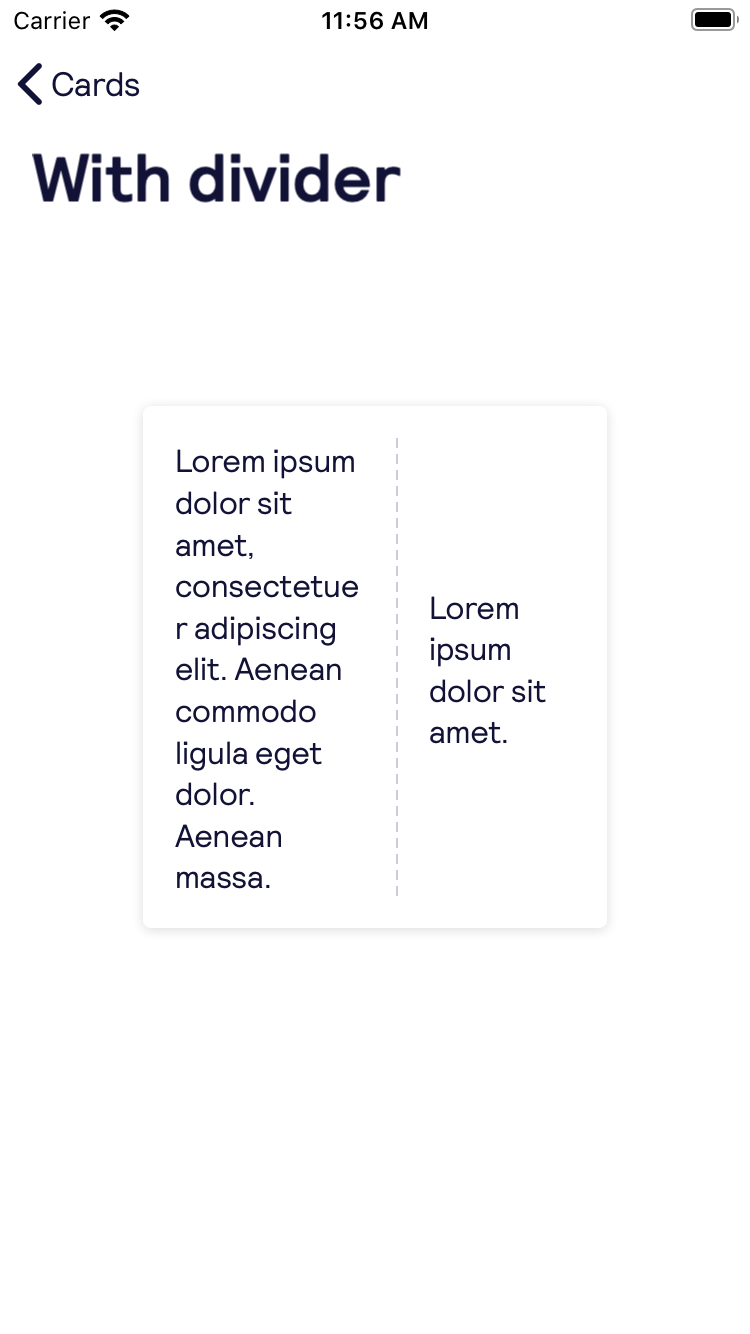 Carrier 11:56 AM
Cards
With divider
Lorem ipsum
dolor sit
amet,
consectetue
r adipiscing
elit. Aenean
commodo
ligula eget
dolor.
Aenean
massa.
Lorem
ipsum
dolor sit
amet.